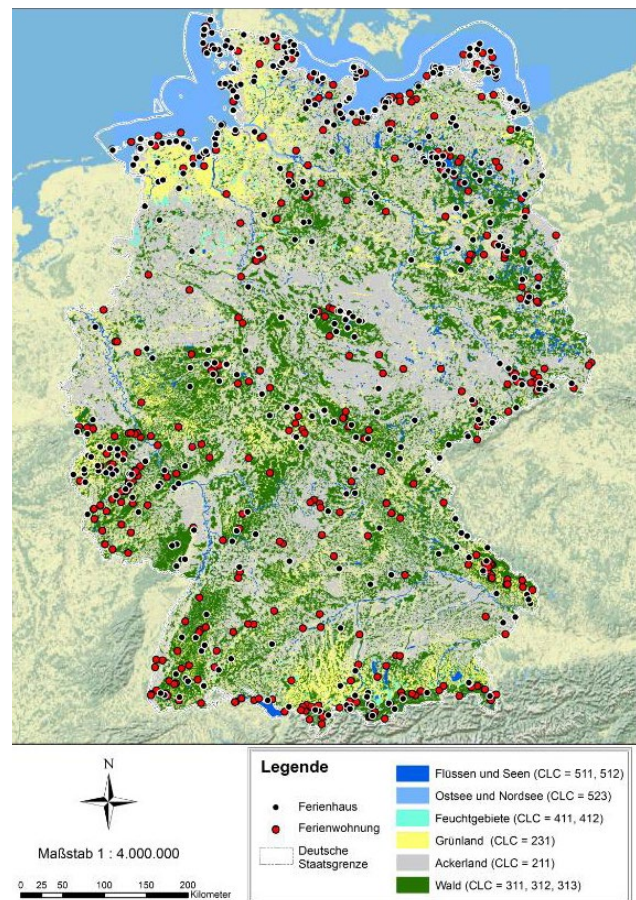 N
Maßstab 1 : 4.000.000
0 25 50 100 150 200
Kilometer
Legende
Ferienhaus
Ferienwohnung
Deutsche
Staatsgrenze
Flüssen und Seen (CLC = 511, 512)
Ostsee und Nordsee (CLC = 523)
Feuchtgebiete (CLC = 411, 412)
Grünland (CLC = 231)
Ackerland (CLC = 211)
Wald (CLC = 311, 312, 313)